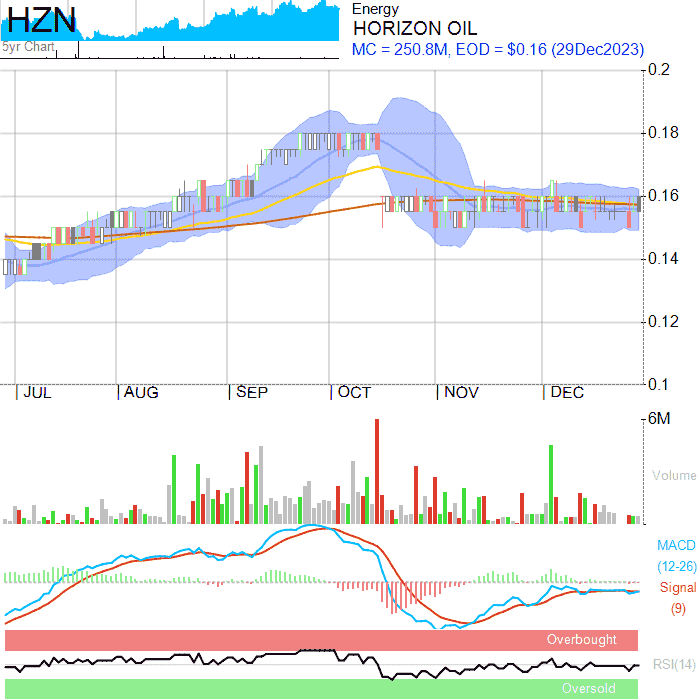 HZN
5yr Chart
Energy
HORIZON OIL
MC = 250.8M, EOD = $0.16 (29Dec2023)
0.2
0.18
0.16
0.14
0.12
0.1
JUL AUG SEP OCT NOV DEC
6M
Volume
MACD
(12-26)
Signal
(9)
Overbought
RSI(14)
Oversold